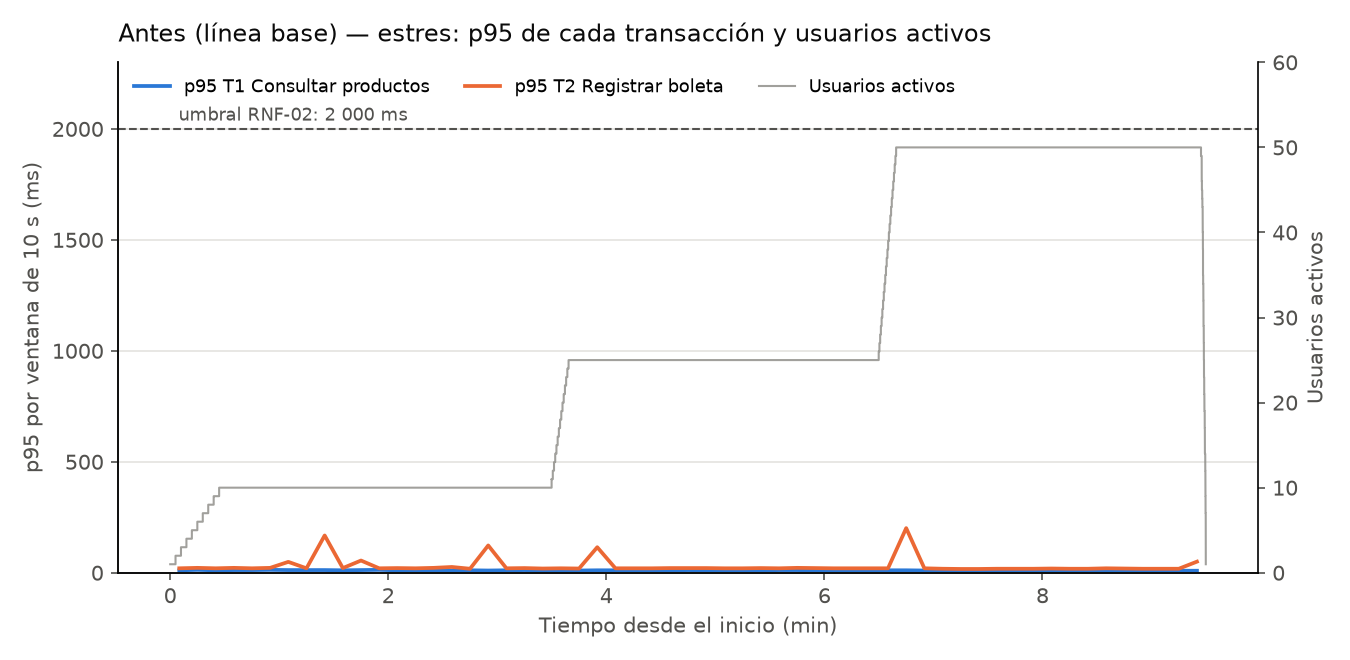 Antes (línea base) — estres: p95 de cada transacción y usuarios activos
p95 T1 Consultar productos
p95 T2 Registrar boleta
Usuarios activos
umbral RNF-02: 2 000 ms
p95 por ventana de 10 s (ms)
2000
1500
1000
500
0
60
50
40
30
20
10
0
Usuarios activos
0
2
4
6
8
Tiempo desde el inicio (min)